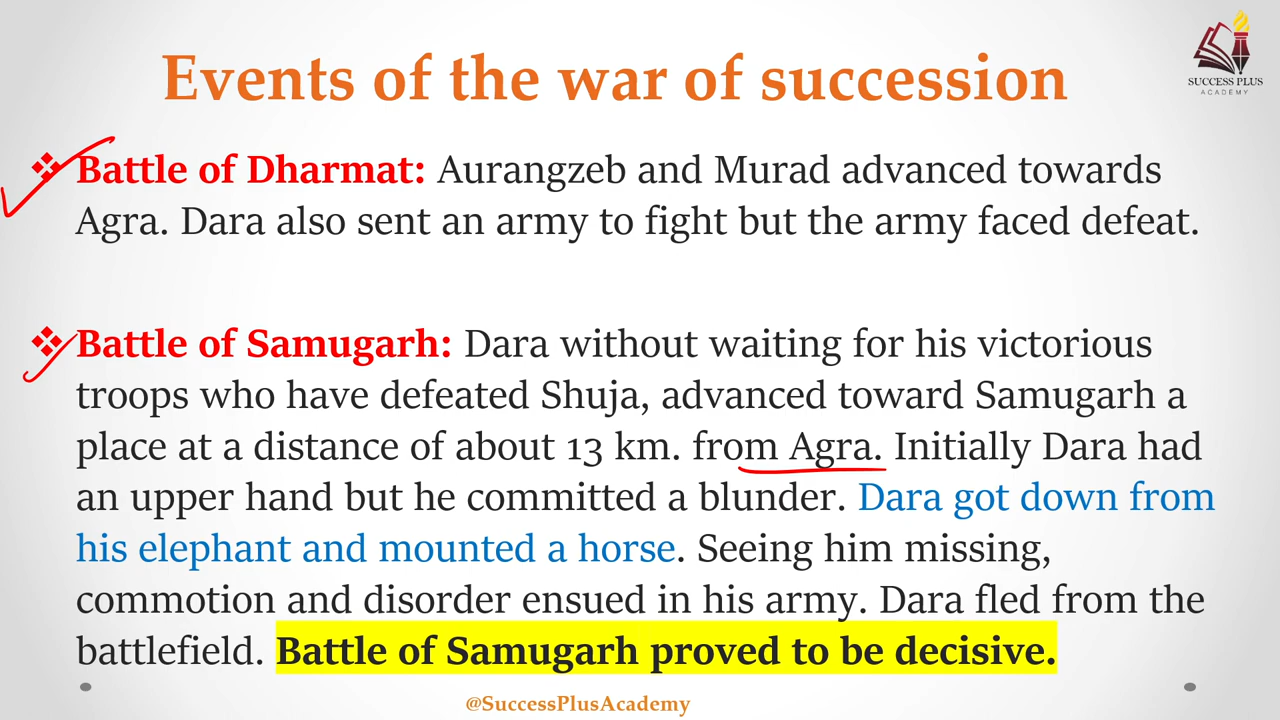 Events of the war of succession
SUCCESS PLUS
ACADEMY
❖ Battle of Dharmat: Aurangzeb and Murad advanced towards
Agra. Dara also sent an army to fight but the army faced defeat.
❖ Battle of Samugarh: Dara without waiting for his victorious
troops who have defeated Shuja, advanced toward Samugarh a
place at a distance of about 13 km. from Agra. Initially Dara had
an upper hand but he committed a blunder. Dara got down from
his elephant and mounted a horse. Seeing him missing,
commotion and disorder ensued in his army. Dara fled from the
battlefield. Battle of Samugarh proved to be decisive.
@SuccessPlusAcademy